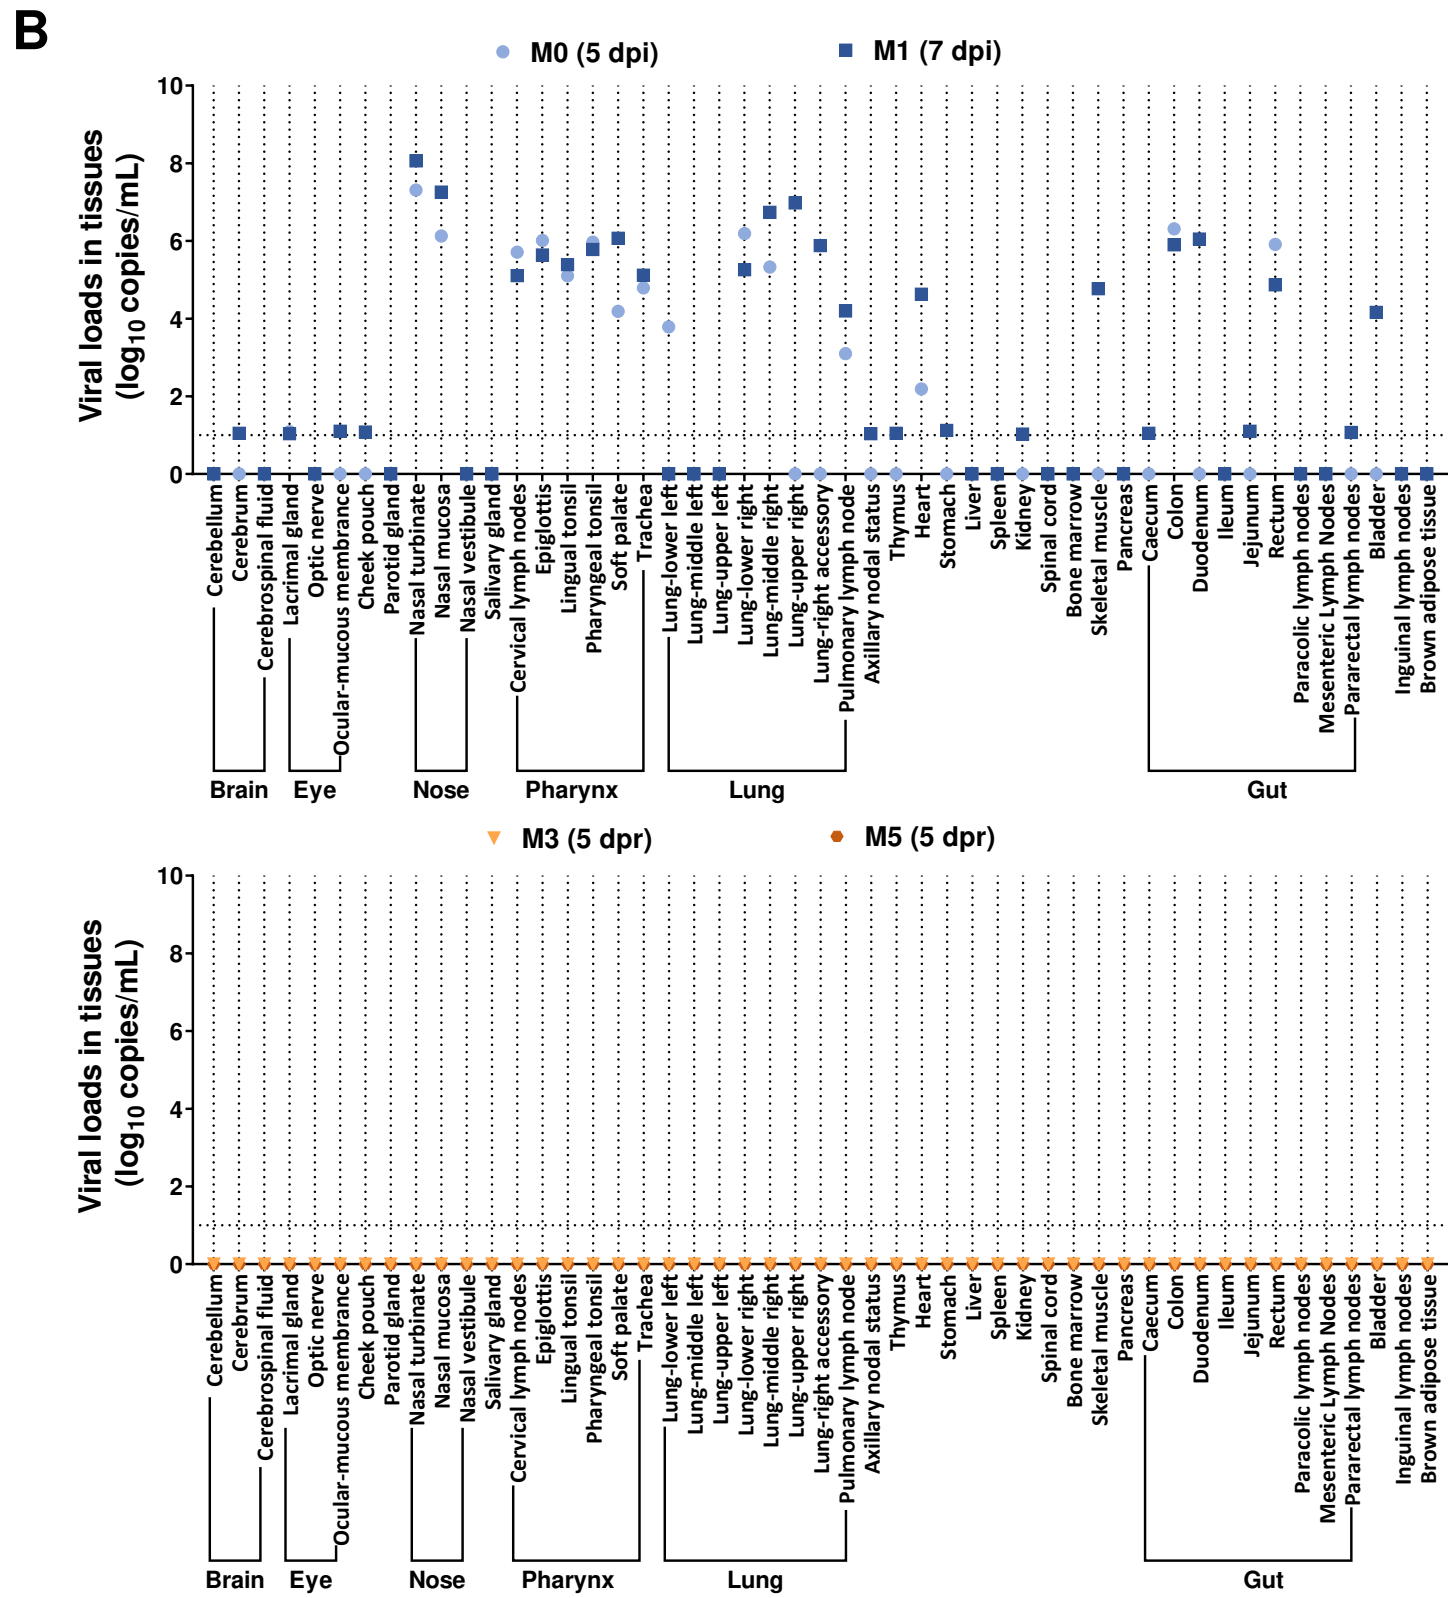 B
M0 (5 dpi)
M1 (7 dpi)
Viral loads in tissues
(log10 copies/mL)
10
8
6
4
2
0
Cerebellum
Cerebrum
Cerebrospinal fluid
Lacrimal gland
Optic nerve
Ocular-mucous membrance
Cheek pouch
Parotid gland
Nasal turbinate
Nasal mucosa
Nasal vestibule
Salivary gland
Cervical lymph nodes
Epiglottis
Lingual tonsil
Pharyngeal tonsil
Soft palate
Trachea
Lung-lower left
Lung-middle left
Lung-upper left
Lung-lower right
Lung-middle right
Lung-upper right
Lung-right accessory
Pulmonary lymph node
Axillary nodal status
Thymus
Heart
Stomach
Liver
Spleen
Kidney
Spinal cord
Bone marrow
Skeletal muscle
Pancreas
Caecum
Colon
Duodenum
Ileum
Jejunum
Rectum
Paracolic lymph nodes
Mesenteric Lymph Nodes
Pararectal lymph nodes
Bladder
Inguinal lymph nodes
Brown adipose tissue
Brain
Eye
Nose
Pharynx
Lung
Gut
M3 (5 dpr)
M5 (5 dpr)
Viral loads in tissues
(log10 copies/mL)
10
8
6
4
2
0
Cerebellum
Cerebrum
Cerebrospinal fluid
Lacrimal gland
Optic nerve
Ocular-mucous membrance
Cheek pouch
Parotid gland
Nasal turbinate
Nasal mucosa
Nasal vestibule
Salivary gland
Cervical lymph nodes
Epiglottis
Lingual tonsil
Pharyngeal tonsil
Soft palate
Trachea
Lung-lower left
Lung-middle left
Lung-upper left
Lung-lower right
Lung-middle right
Lung-upper right
Lung-right accessory
Pulmonary lymph node
Axillary nodal status
Thymus
Heart
Stomach
Liver
Spleen
Kidney
Spinal cord
Bone marrow
Skeletal muscle
Pancreas
Caecum
Colon
Duodenum
Ileum
Jejunum
Rectum
Paracolic lymph nodes
Mesenteric Lymph Nodes
Pararectal lymph nodes
Bladder
Inguinal lymph nodes
Brown adipose tissue
Brain
Eye
Nose
Pharynx
Lung
Gut